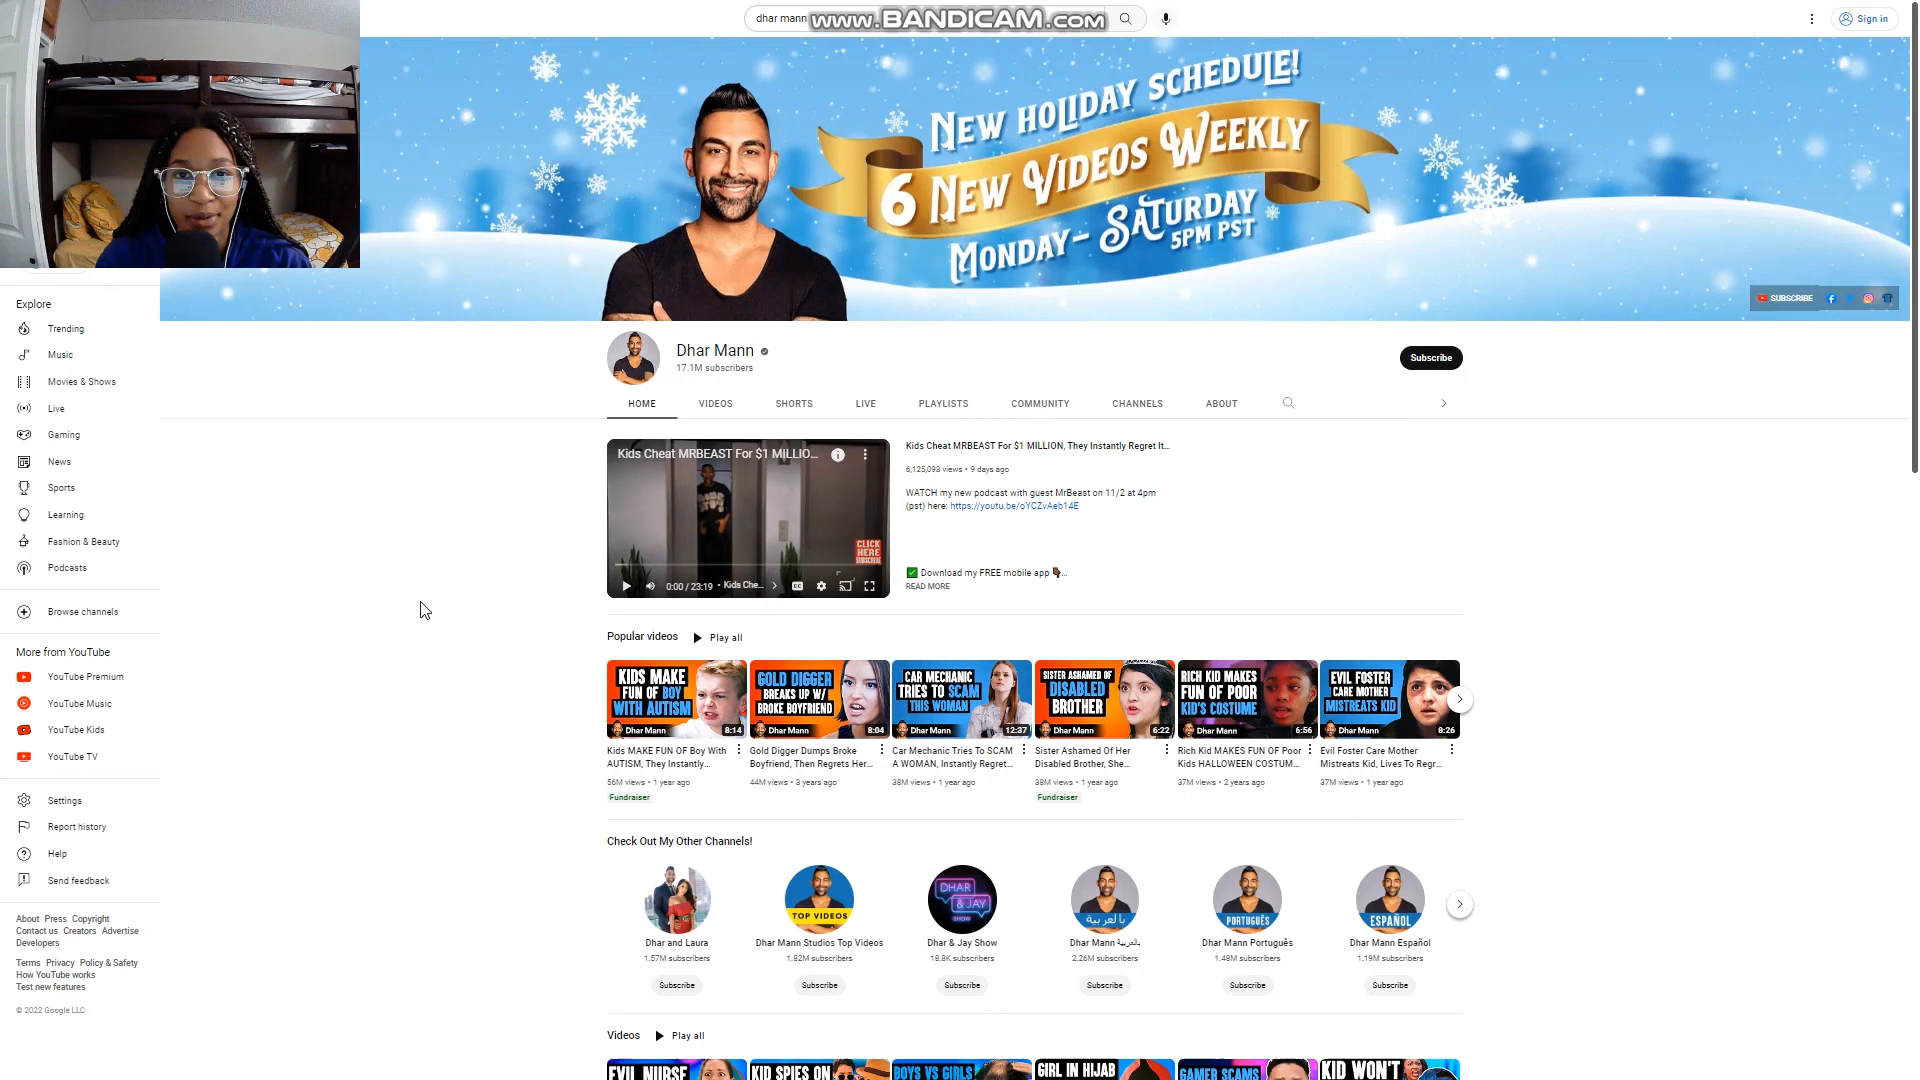 dhar mann
www.BANDICAM.com
Sign in
NEW HOLIDAY SCHEDULE!
6 NEW VIDEOS WEEKLY
MONDAY- SATURDAY
5PM PST
SUBSCRIBE
Explore
Trending
Music
Movies & Shows
Live
Gaming
News
Sports
Learning
Fashion & Beauty
Podcasts
Browse channels
More from YouTube
YouTube Premium
YouTube Music
YouTube Kids
YouTube TV
Settings
Report history
Help
Send feedback
About Press Copyright
Contact us Creators Advertise
Developers
Terms Privacy Policy & Safety
How YouTube works
Test new features
© 2022 Google LLC
Dhar Mann
17.1M subscribers
Subscribe
HOME VIDEOS SHORTS LIVE PLAYLISTS COMMUNITY CHANNELS ABOUT
Kids Cheat MRBEAST For $1 MILLIO...
CLICK
HERE
SUBSCRIBE
0:00 / 23:19 • Kids Che...
Kids Cheat MRBEAST For $1 MILLION, They Instantly Regret It...
6,125,093 views • 9 days ago
WATCH my new podcast with guest MrBeast on 11/2 at 4pm
(pst) here: https://youtu.be/oYCZvAeb14E
✅ Download my FREE mobile app 👇🏿...
READ MORE
Popular videos Play all
KIDS MAKE
FUN OF BOY
WITH AUTISM
Dhar Mann
8:14
Kids MAKE FUN OF Boy With
AUTISM, They Instantly...
56M views • 1 year ago
Fundraiser
GOLD DIGGER
BREAKS UP W/
BROKE BOYFRIEND
Dhar Mann
8:04
Gold Digger Dumps Broke
Boyfriend, Then Regrets Her...
44M views • 3 years ago
CAR MECHANIC
TRIES TO SCAM
THIS WOMAN
Dhar Mann
12:37
Car Mechanic Tries To SCAM
A WOMAN, Instantly Regret...
38M views • 1 year ago
SISTER ASHAMED OF
DISABLED
BROTHER
Dhar Mann
6:22
Sister Ashamed Of Her
Disabled Brother, She...
38M views • 1 year ago
Fundraiser
RICH KID MAKES
FUN OF POOR
KID'S COSTUME
Dhar Mann
6:56
Rich Kid MAKES FUN OF Poor
Kids HALLOWEEN COSTUM...
37M views • 2 years ago
EVIL FOSTER
CARE MOTHER
MISTREATS KID
Dhar Mann
8:26
Evil Foster Care Mother
Mistreats Kid, Lives To Regr...
37M views • 1 year ago
Check Out My Other Channels!
Dhar and Laura
1.57M subscribers
Subscribe
TOP VIDEOS
Dhar Mann Studios Top Videos
1.82M subscribers
Subscribe
DHAR
& JAY
SHOW
Dhar & Jay Show
18.8K subscribers
Subscribe
بالعربية
Dhar Mann بالعربية
2.26M subscribers
Subscribe
PORTUGUÊS
Dhar Mann Português
1.48M subscribers
Subscribe
ESPAÑOL
Dhar Mann Español
1.19M subscribers
Subscribe
Videos Play all
EVIL NURSE
KID SPIES ON
BOYS VS GIRLS
GIRL IN HIJAB
GAMER SCAMS
KID WON'T